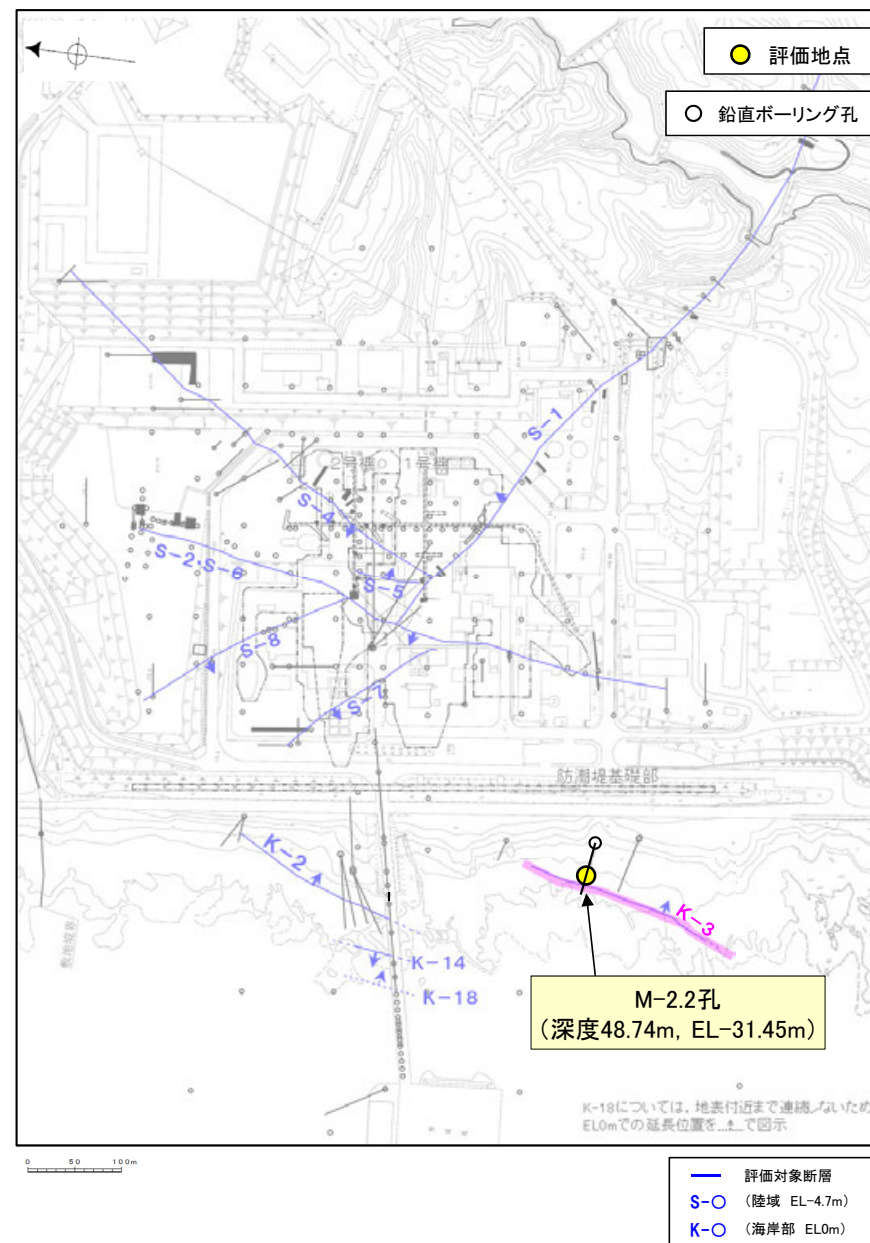 評価地点
鉛直ボーリング孔
S-1
2号機
1号機
S-4
S-2・S-6
S-5
S-8
S-7
防潮堤基礎部
K-2
K-3
K-14
K-18
M-2.2孔
(深度48.74m, EL-31.45m)
K-18については、地表付近まで連続しないため
EL0mでの延長位置を
で図示
0 50 100m
評価対象断層
S-○ (陸域 EL-4.7m)
K-○ (海岸部 EL0m)